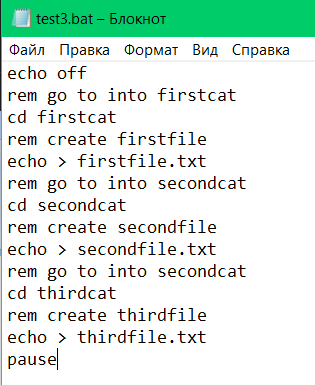 test3.bat – Блокнот
Файл Правка Формат Вид Справка
echo off
rem go to into firstcat
cd firstcat
rem create firstfile
echo > firstfile.txt
rem go to into secondcat
cd secondcat
rem create secondfile
echo > secondfile.txt
rem go to into secondcat
cd thirdcat
rem create thirdfile
echo > thirdfile.txt
pause